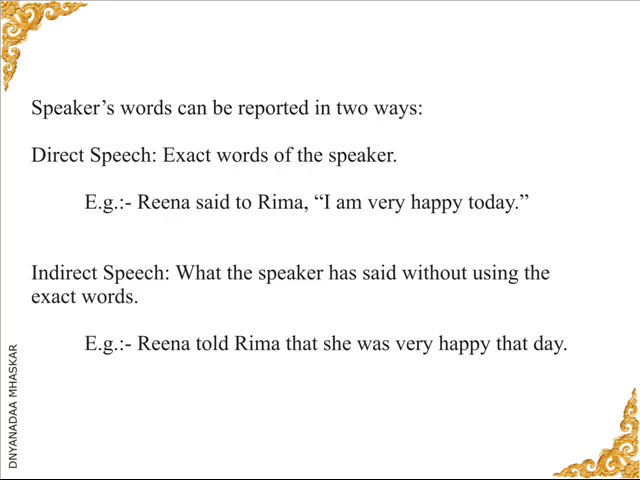 Speaker’s words can be reported in two ways:
Direct Speech: Exact words of the speaker.
E.g.:- Reena said to Rima, “I am very happy today.”
Indirect Speech: What the speaker has said without using the
exact words.
E.g.:- Reena told Rima that she was very happy that day.
DNYANADAA MHASKAR